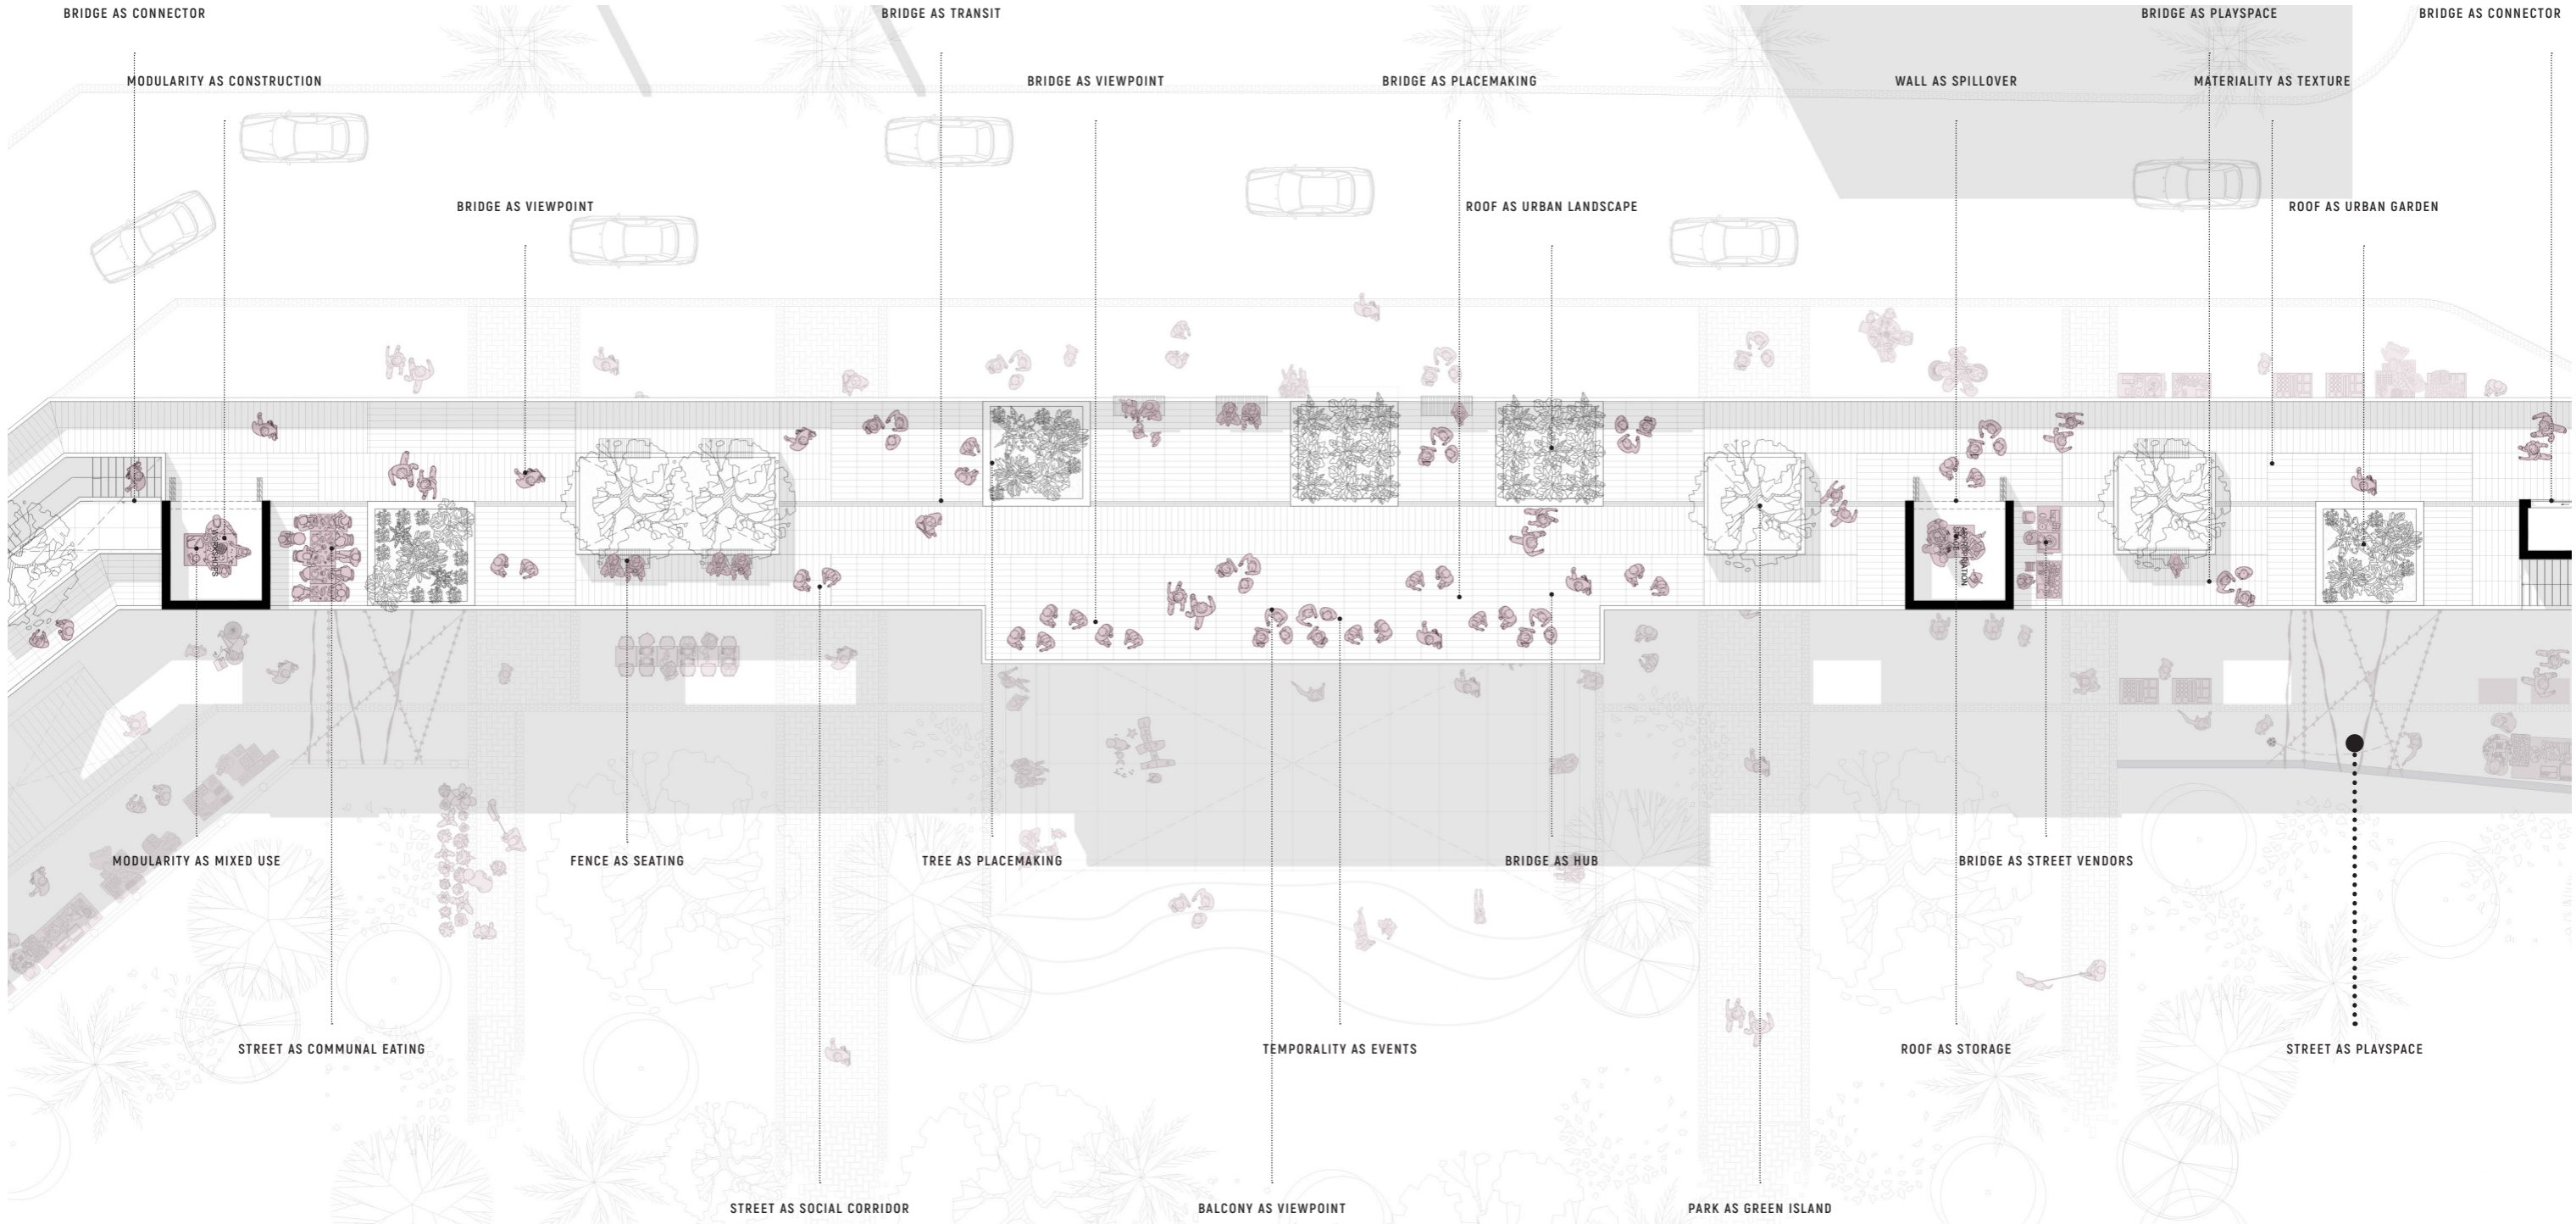 BRIDGE AS CONNECTOR
BRIDGE AS TRANSIT
BRIDGE AS PLAYSPACE
BRIDGE AS CONNECTOR
MODULARITY AS CONSTRUCTION
BRIDGE AS VIEWPOINT
BRIDGE AS PLACEMAKING
WALL AS SPILLOVER
MATERIALITY AS TEXTURE
BRIDGE AS VIEWPOINT
ROOF AS URBAN LANDSCAPE
ROOF AS URBAN GARDEN
WORKSHOPS
MODULARITY AS MIXED USE
FENCE AS SEATING
TREE AS PLACEMAKING
BRIDGE AS HUB
BRIDGE AS STREET VENDORS
STREET AS COMMUNAL EATING
TEMPORALITY AS EVENTS
ROOF AS STORAGE
STREET AS PLAYSPACE
STREET AS SOCIAL CORRIDOR
BALCONY AS VIEWPOINT
PARK AS GREEN ISLAND